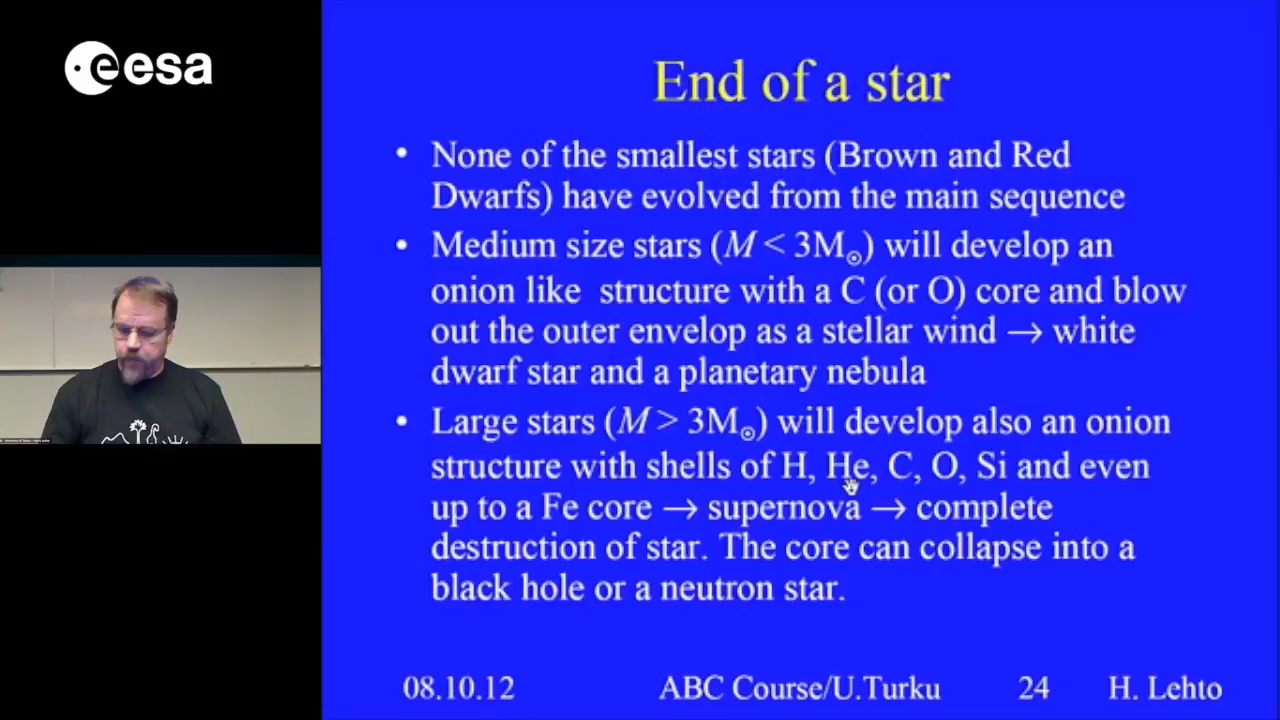 esa
End of a star
• None of the smallest stars (Brown and Red
Dwarfs) have evolved from the main sequence
• Medium size stars (M < 3M☉) will develop an
onion like structure with a C (or O) core and blow
out the outer envelop as a stellar wind → white
dwarf star and a planetary nebula
• Large stars (M > 3M☉) will develop also an onion
structure with shells of H, He, C, O, Si and even
up to a Fe core → supernova → complete
destruction of star. The core can collapse into a
black hole or a neutron star.
08.10.12 ABC Course/U.Turku 24 H. Lehto